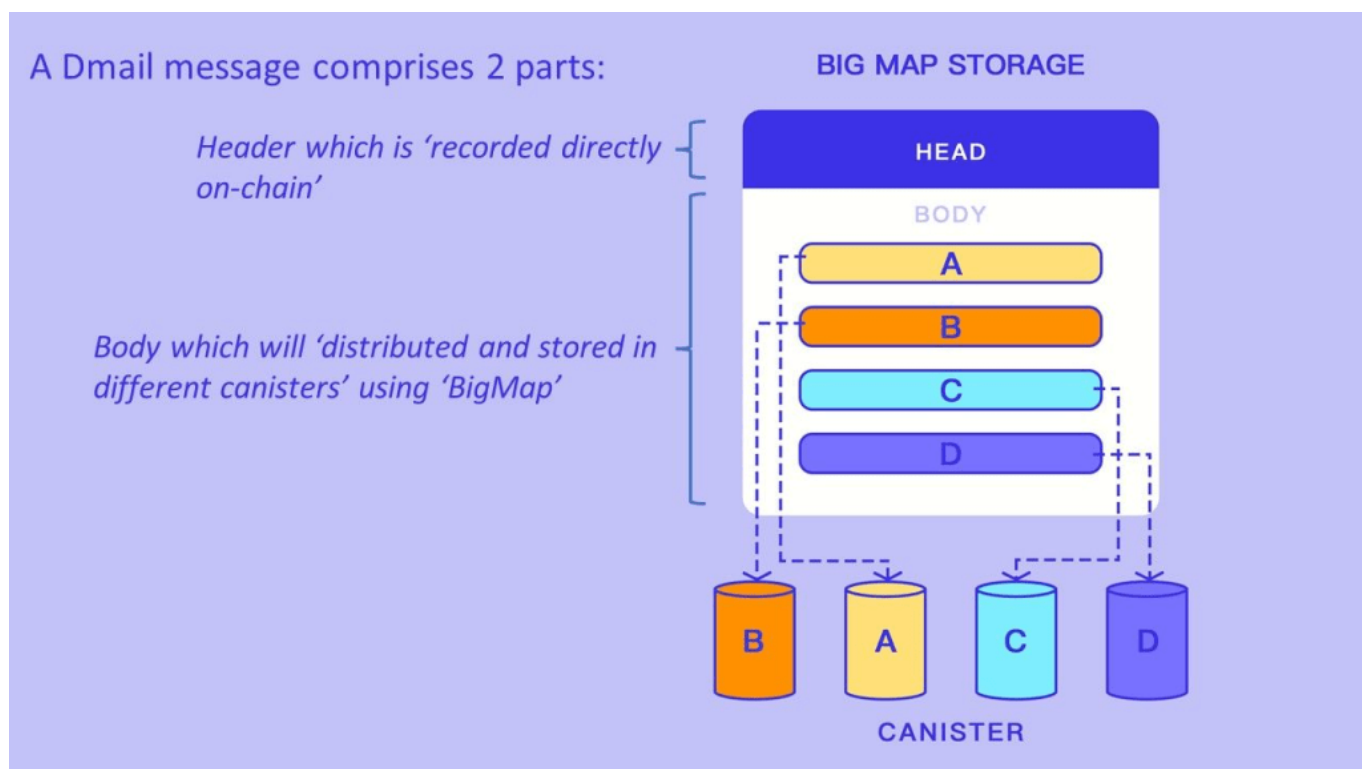 A Dmail message comprises 2 parts:
BIG MAP STORAGE
Header which is ‘recorded directly
on-chain’
HEAD
BODY
A
B
Body which will ‘distributed and stored in
different canisters’ using ‘BigMap’
C
D
B
A
C
D
CANISTER